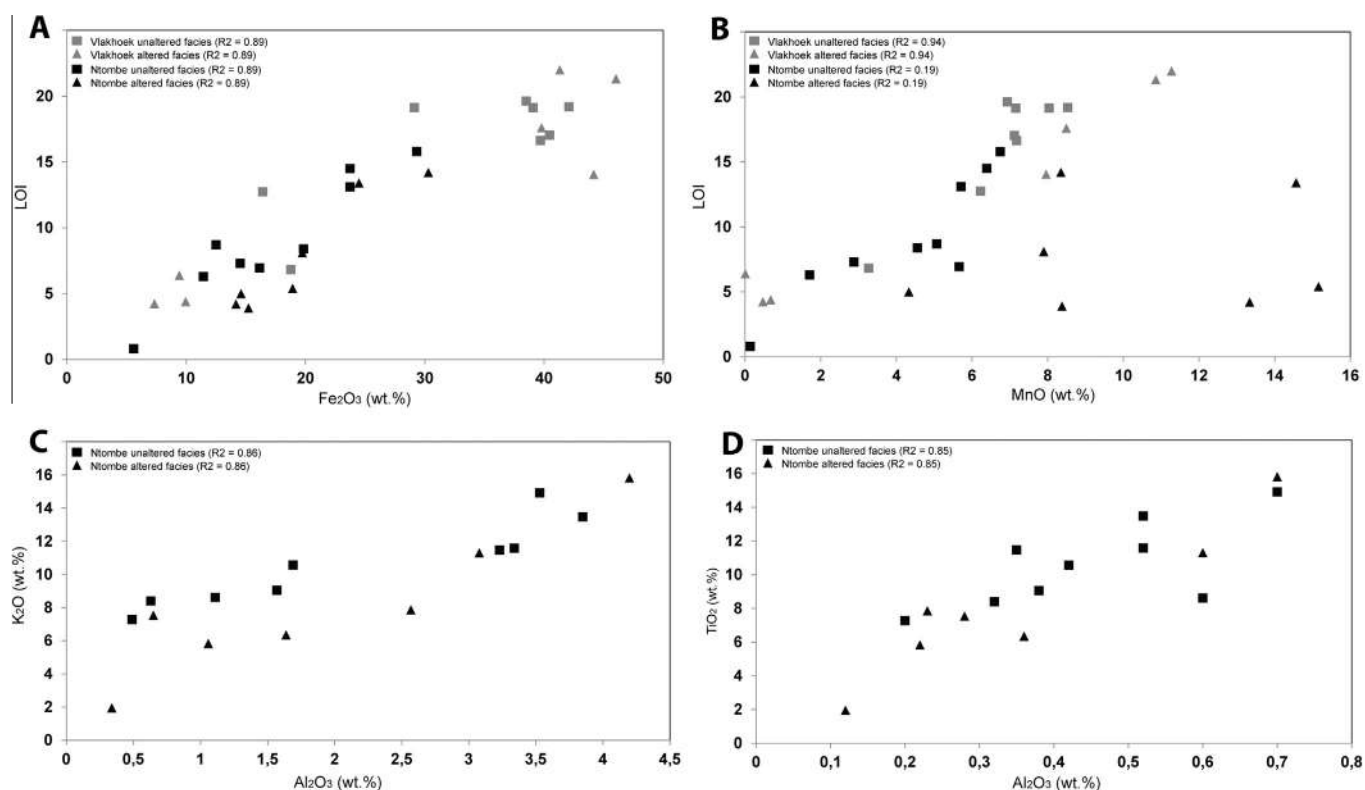 A
Vlakhoek unaltered facies (R2 = 0.89)
Vlakhoek altered facies (R2 = 0.89)
Ntombe unaltered facies (R2 = 0.89)
Ntombe altered facies (R2 = 0.89)
20
15
10
5
0
LOI
0 10 20 30 40 50
Fe₂O₃ (wt.%)
B
Vlakhoek unaltered facies (R2 = 0.94)
Vlakhoek altered facies (R2 = 0.94)
Ntombe unaltered facies (R2 = 0.19)
Ntombe altered facies (R2 = 0.19)
20
15
10
5
0
LOI
0 2 4 6 8 10 12 14 16
MnO (wt.%)
C
Ntombe unaltered facies (R2 = 0.86)
Ntombe altered facies (R2 = 0.86)
16
14
12
10
8
6
4
2
0
K₂O (wt.%)
0 0,5 1 1,5 2 2,5 3 3,5 4 4,5
Al₂O₃ (wt.%)
D
Ntombe unaltered facies (R2 = 0.85)
Ntombe altered facies (R2 = 0.85)
16
14
12
10
8
6
4
2
0
TiO₂ (wt.%)
0 0,1 0,2 0,3 0,4 0,5 0,6 0,7 0,8
Al₂O₃ (wt.%)